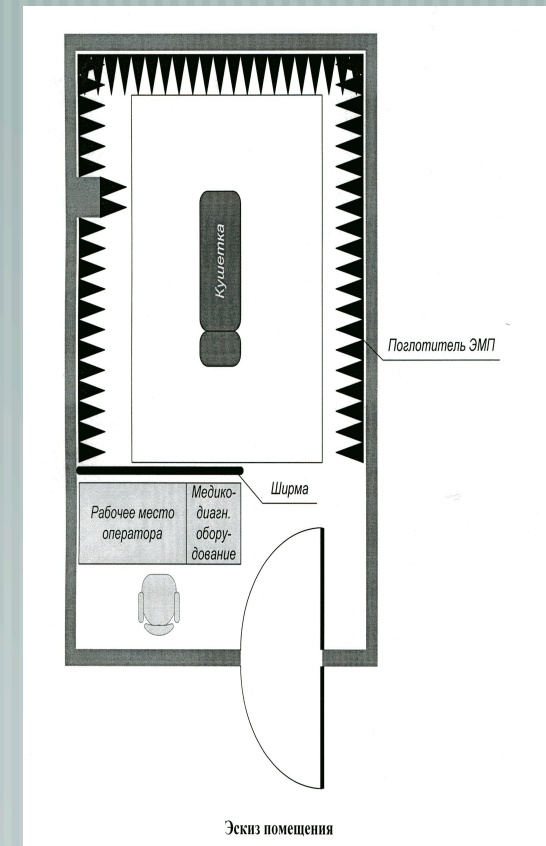 Кушетка
Поглотитель ЭМП
Ширма
Рабочее место
оператора
Медико-
диагн.
обору-
дование
Эскиз помещения